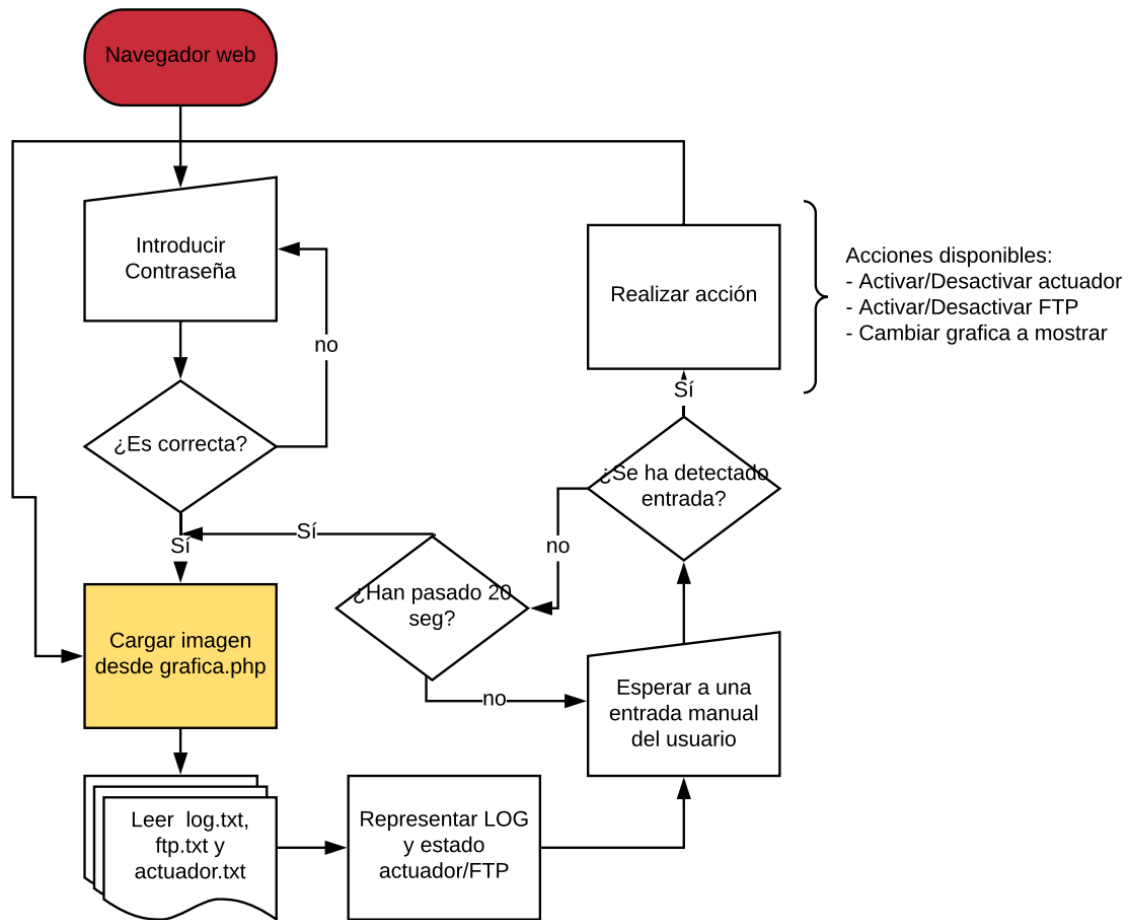 Navegador web
Introducir
Contraseña
no
¿Es correcta?
Sí
Cargar imagen
desde grafica.php
Leer log.txt,
ftp.txt y
actuador.txt
Representar LOG
y estado
actuador/FTP
Esperar a una
entrada manual
del usuario
¿Se ha detectado
entrada?
no
¿Han pasado 20
seg?
Sí
no
Sí
Realizar acción
Acciones disponibles:
- Activar/Desactivar actuador
- Activar/Desactivar FTP
- Cambiar grafica a mostrar